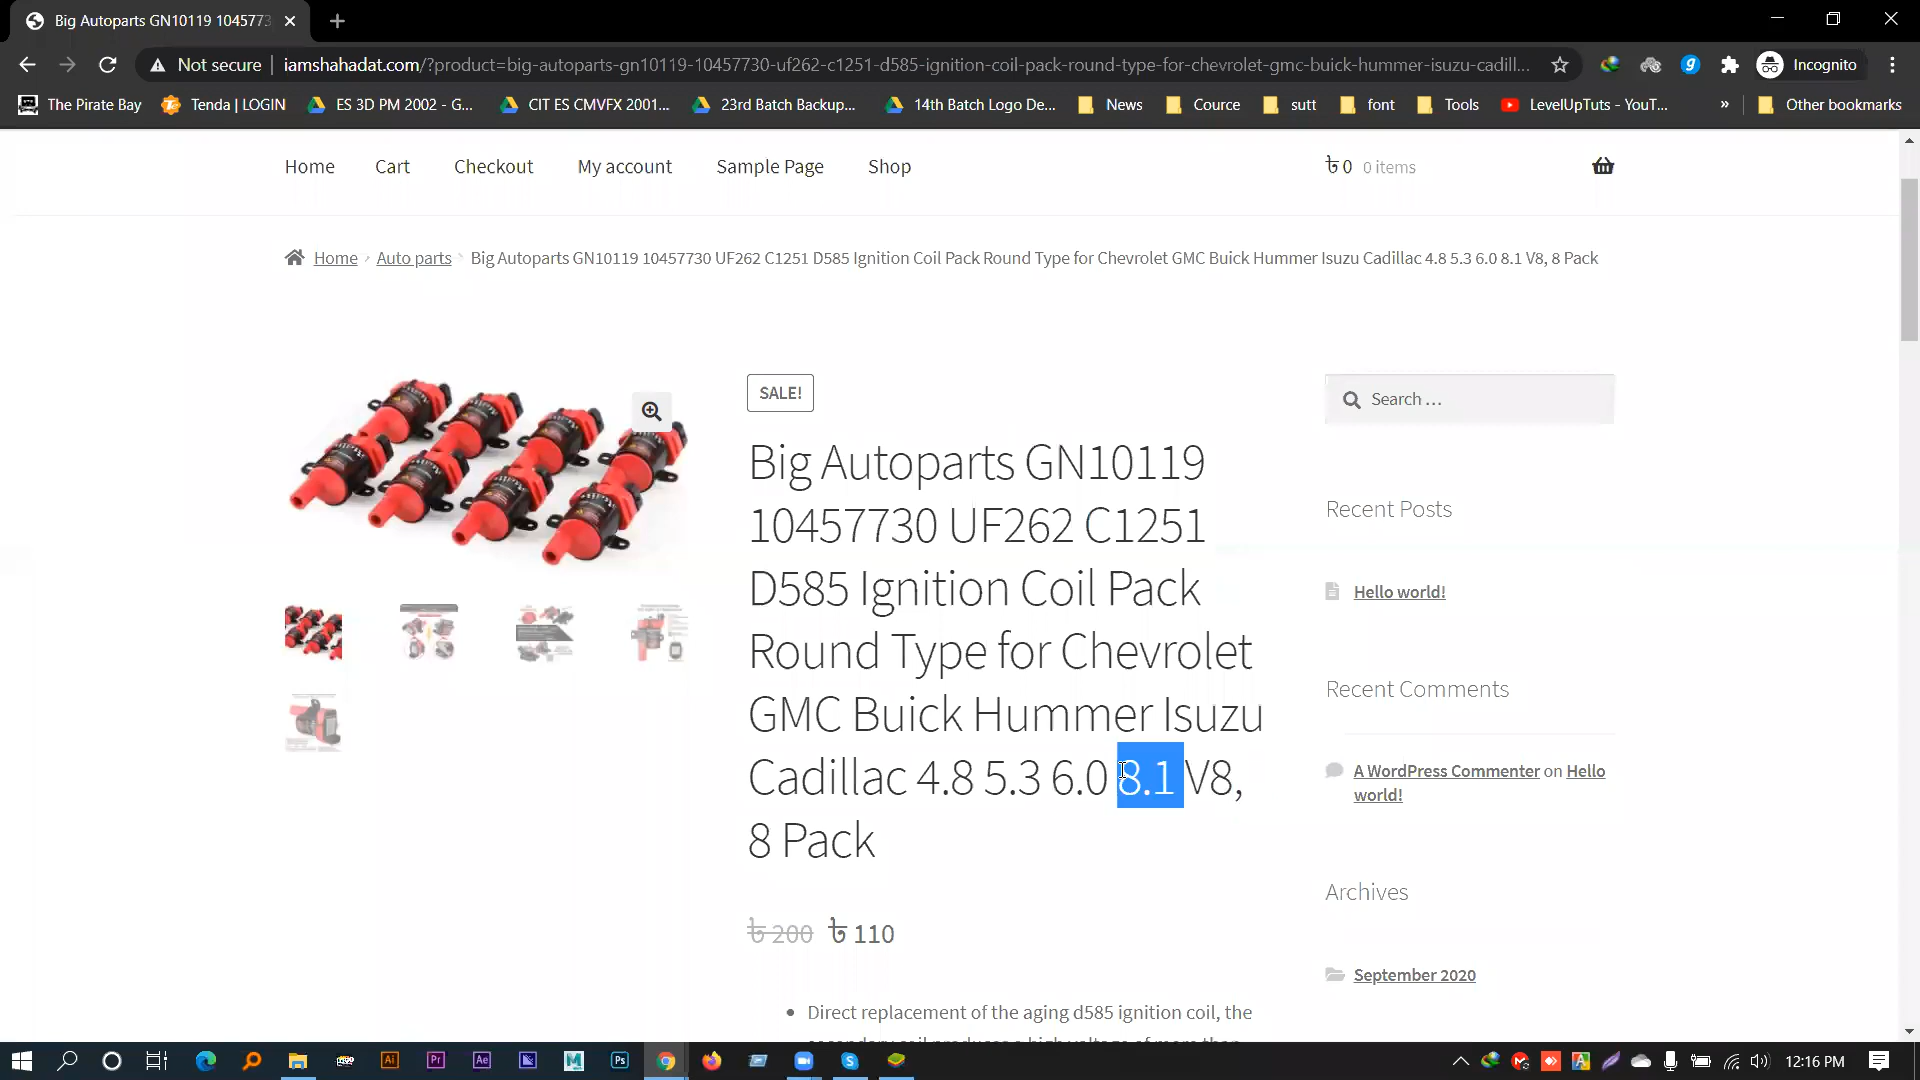 Big Autoparts GN10119 1045773
Not secure
iamshahadat.com/?product=big-autoparts-gn10119-10457730-uf262-c1251-d585-ignition-coil-pack-round-type-for-chevrolet-gmc-buick-hummer-isuzu-cadill...
Incognito
The Pirate Bay
Tenda | LOGIN
ES 3D PM 2002 - G...
CIT ES CMVFX 2001...
23rd Batch Backup...
14th Batch Logo De...
News
Cource
sutt
font
Tools
LevelUpTuts - YouT...
»
Other bookmarks
Home
Cart
Checkout
My account
Sample Page
Shop
৳ 0 0 items
Home › Auto parts › Big Autoparts GN10119 10457730 UF262 C1251 D585 Ignition Coil Pack Round Type for Chevrolet GMC Buick Hummer Isuzu Cadillac 4.8 5.3 6.0 8.1 V8, 8 Pack
SALE!
Big Autoparts GN10119
10457730 UF262 C1251
D585 Ignition Coil Pack
Round Type for Chevrolet
GMC Buick Hummer Isuzu
Cadillac 4.8 5.3 6.0 8.1 V8,
8 Pack
৳ 200 ৳ 110
• Direct replacement of the aging d585 ignition coil, the
Search …
Recent Posts
Hello world!
Recent Comments
A WordPress Commenter on Hello
world!
Archives
September 2020
Ai
Pr
Ae
Ps
12:16 PM